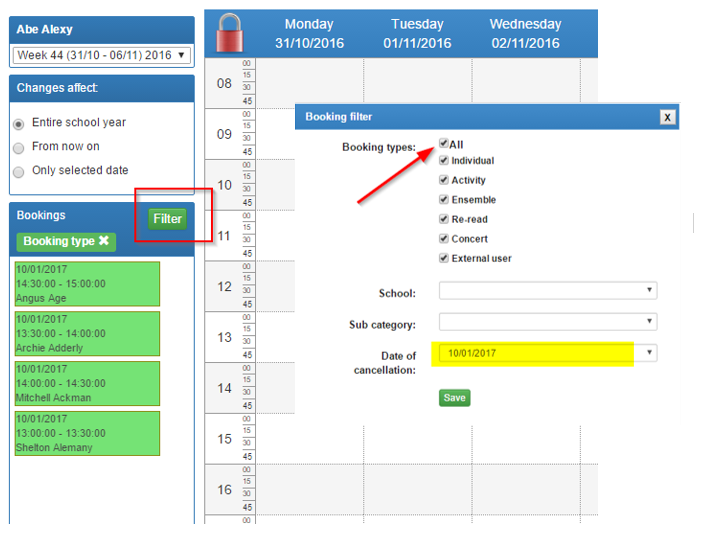 Abe Alexy
Week 44 (31/10 - 06/11) 2016
Changes affect:
Entire school year
From now on
Only selected date
Bookings
Filter
Booking type ✖
10/01/2017
14:30:00 - 15:00:00
Angus Age
10/01/2017
13:30:00 - 14:00:00
Archie Adderly
10/01/2017
14:00:00 - 14:30:00
Mitchell Ackman
10/01/2017
13:00:00 - 13:30:00
Shelton Alemany
Monday
31/10/2016
Tuesday
01/11/2016
Wednesday
02/11/2016
08
00
15
30
45
09
00
15
30
45
10
00
15
30
45
11
00
15
30
45
12
00
15
30
45
13
00
15
30
45
14
00
15
30
45
15
00
15
30
45
16
00
15
30
45
00
Booking filter
X
Booking types:
All
Individual
Activity
Ensemble
Re-read
Concert
External user
School:
Sub category:
Date of
cancellation:
10/01/2017
Save